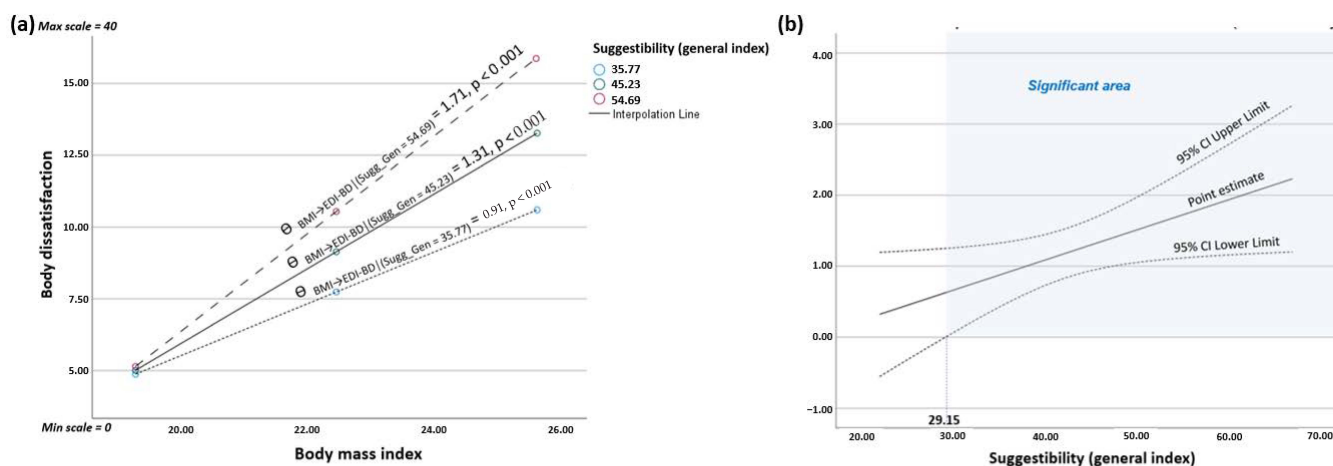 (a)
Max scale = 40
15.00
12.50
10.00
7.50
5.00
Min scale = 0
Body dissatisfaction
20.00
22.00
24.00
26.00
Body mass index
Θ BMI→EDI-BD|(Sugg_Gen = 54.69) = 1.71, p < 0.001
Θ BMI→EDI-BD|(Sugg_Gen = 45.23) = 1.31, p < 0.001
Θ BMI→EDI-BD|(Sugg_Gen = 35.77) = 0.91, p < 0.001
Suggestibility (general index)
35.77
45.23
54.69
Interpolation Line
(b)
4.00
3.00
2.00
1.00
0.00
−1.00
Significant area
95% CI Upper Limit
Point estimate
95% CI Lower Limit
29.15
20.00
30.00
40.00
50.00
60.00
70.00
Suggestibility (general index)